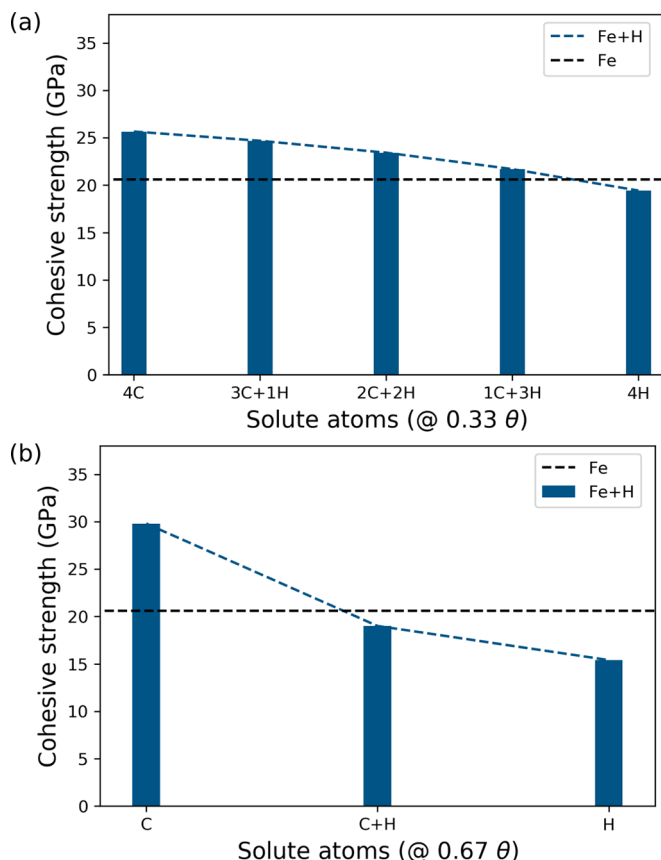 (a)
Cohesive strength (GPa)
35
30
25
20
15
10
5
0
Fe+H
Fe
4C 3C+1H 2C+2H 1C+3H 4H
Solute atoms (@ 0.33 θ)
(b)
Cohesive strength (GPa)
35
30
25
20
15
10
5
0
Fe
Fe+H
C C+H H
Solute atoms (@ 0.67 θ)